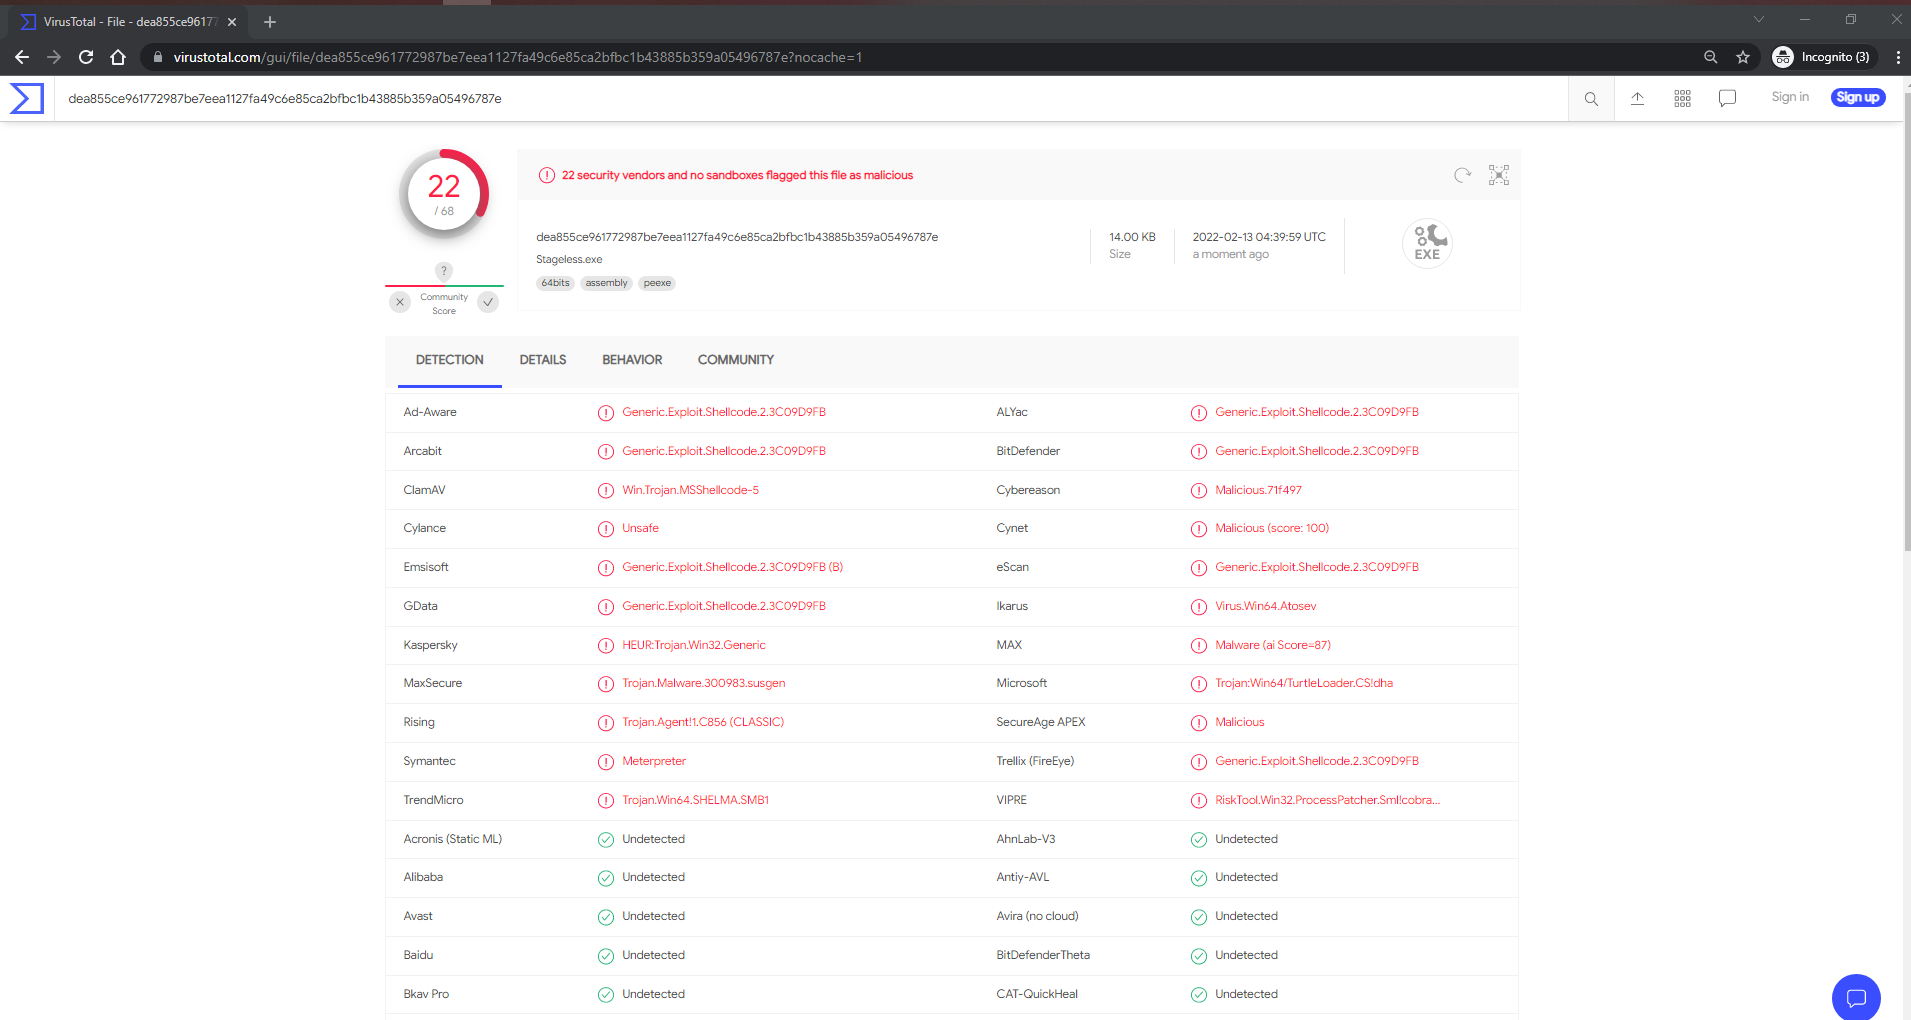 VirusTotal - File - dea855ce96177
virustotal.com/gui/file/dea855ce961772987be7eea1127fa49c6e85ca2bfbc1b43885b359a05496787e?nocache=1
Incognito (3)
dea855ce961772987be7eea1127fa49c6e85ca2bfbc1b43885b359a05496787e
Sign in
Sign up
22
/ 68
?
Community
Score
22 security vendors and no sandboxes flagged this file as malicious
dea855ce961772987be7eea1127fa49c6e85ca2bfbc1b43885b359a05496787e
Stageless.exe
64bits assembly peexe
14.00 KB
Size
2022-02-13 04:39:59 UTC
a moment ago
EXE
DETECTION DETAILS BEHAVIOR COMMUNITY
Ad-Aware Generic.Exploit.Shellcode.2.3C09D9FB ALYac Generic.Exploit.Shellcode.2.3C09D9FB
Arcabit Generic.Exploit.Shellcode.2.3C09D9FB BitDefender Generic.Exploit.Shellcode.2.3C09D9FB
ClamAV Win.Trojan.MSShellcode-5 Cybereason Malicious.71f497
Cylance Unsafe Cynet Malicious (score: 100)
Emsisoft Generic.Exploit.Shellcode.2.3C09D9FB (B) eScan Generic.Exploit.Shellcode.2.3C09D9FB
GData Generic.Exploit.Shellcode.2.3C09D9FB Ikarus Virus.Win64.Atosev
Kaspersky HEUR:Trojan.Win32.Generic MAX Malware (ai Score=87)
MaxSecure Trojan.Malware.300983.susgen Microsoft Trojan:Win64/TurtleLoader.CS!dha
Rising Trojan.Agent!1.C856 (CLASSIC) SecureAge APEX Malicious
Symantec Meterpreter Trellix (FireEye) Generic.Exploit.Shellcode.2.3C09D9FB
TrendMicro Trojan.Win64.SHELMA.SMB1 VIPRE RiskTool.Win32.ProcessPatcher.Sml!cobra...
Acronis (Static ML) Undetected AhnLab-V3 Undetected
Alibaba Undetected Antiy-AVL Undetected
Avast Undetected Avira (no cloud) Undetected
Baidu Undetected BitDefenderTheta Undetected
Bkav Pro Undetected CAT-QuickHeal Undetected